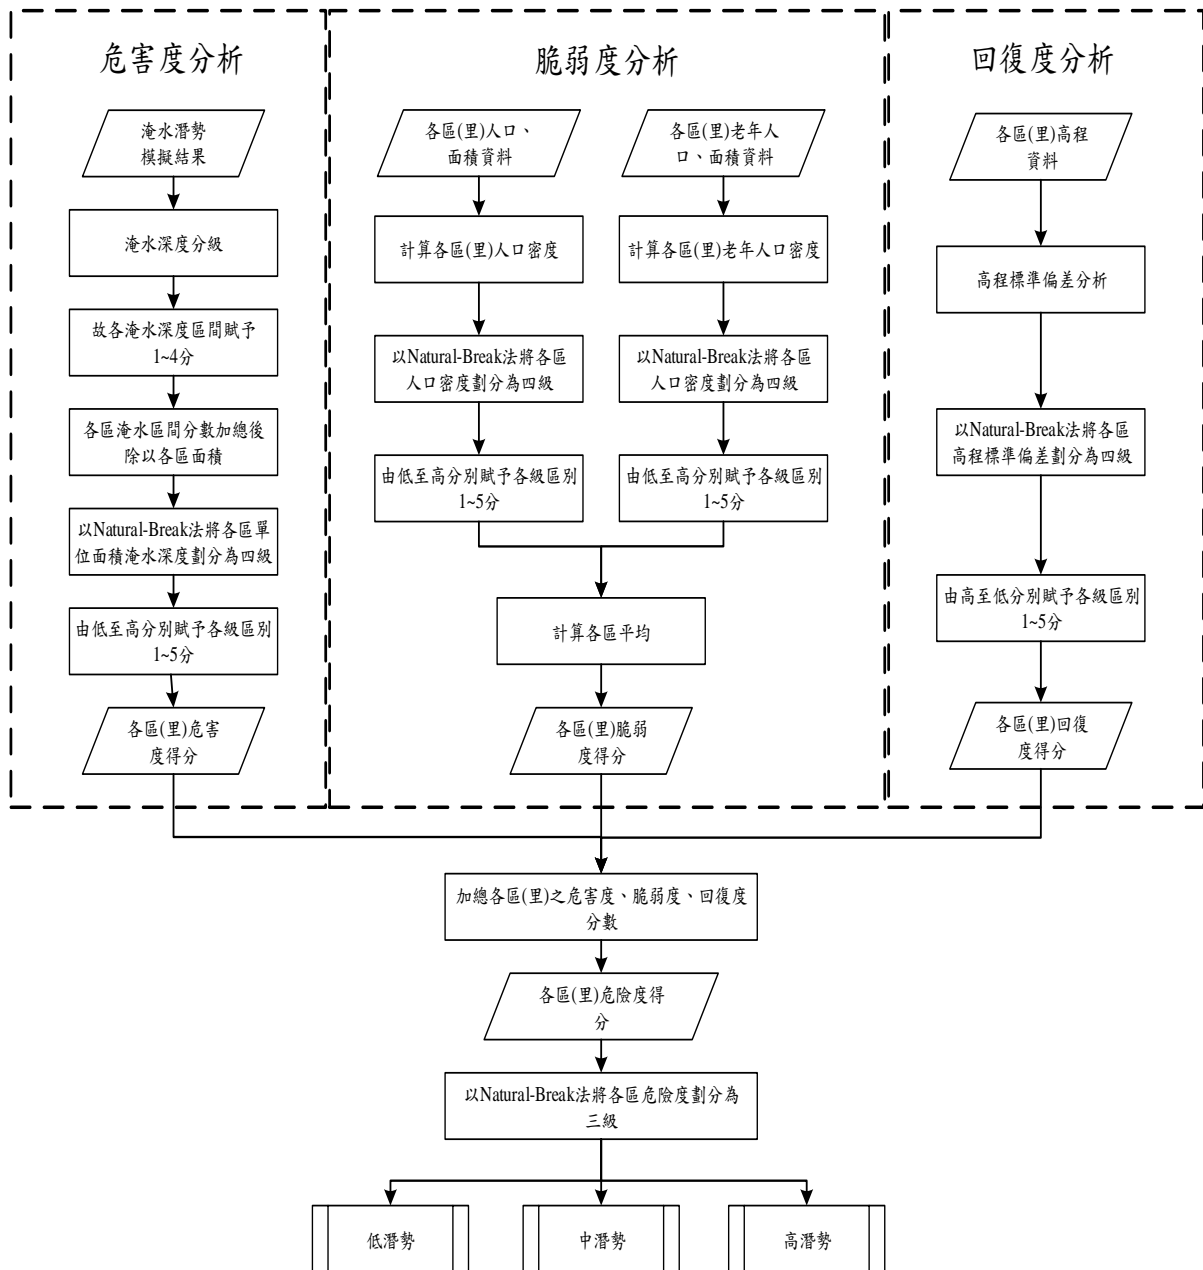 危害度分析
淹水潛勢
模擬結果
淹水深度分級
故各淹水深度區間賦予
1~4分
各區淹水區間分數加總後
除以各區面積
以Natural-Break法將各區單
位面積淹水深度劃分為四級
由低至高分別賦予各級區別
1~5分
各區(里)危害
度得分
脆弱度分析
各區(里)人口、
面積資料
計算各區(里)人口密度
以Natural-Break法將各區
人口密度劃分為四級
由低至高分別賦予各級區別
1~5分
各區(里)老年人
口、面積資料
計算各區(里)老年人口密度
以Natural-Break法將各區
人口密度劃分為四級
由低至高分別賦予各級區別
1~5分
計算各區平均
各區(里)脆弱
度得分
回復度分析
各區(里)高程
資料
高程標準偏差分析
以Natural-Break法將各區
高程標準偏差劃分為四級
由高至低分別賦予各級區別
1~5分
各區(里)回復
度得分
加總各區(里)之危害度、脆弱度、回復度
分數
各區(里)危險度得
分
以Natural-Break法將各區危險度劃分為
三級
低潛勢
中潛勢
高潛勢